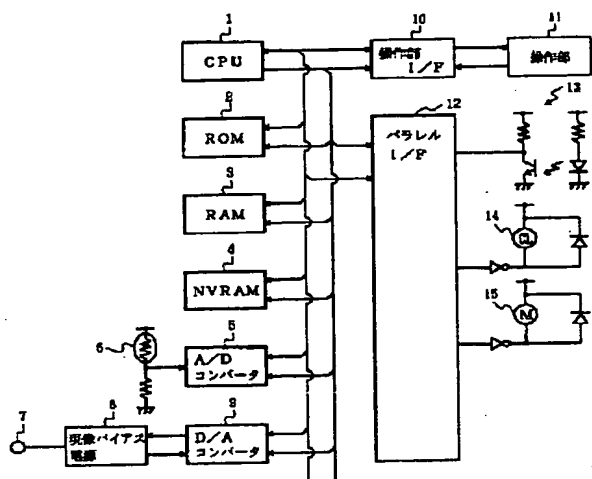 1
10
11
CPU
操作部
I/F
操作部
2
12
13
ROM
パラレル
I/F
3
RAM
14
CL
4
NVRAM
15
M
5
6
A/D
コンバータ
7
8
9
現像バイアス
電源
D/A
コンバータ